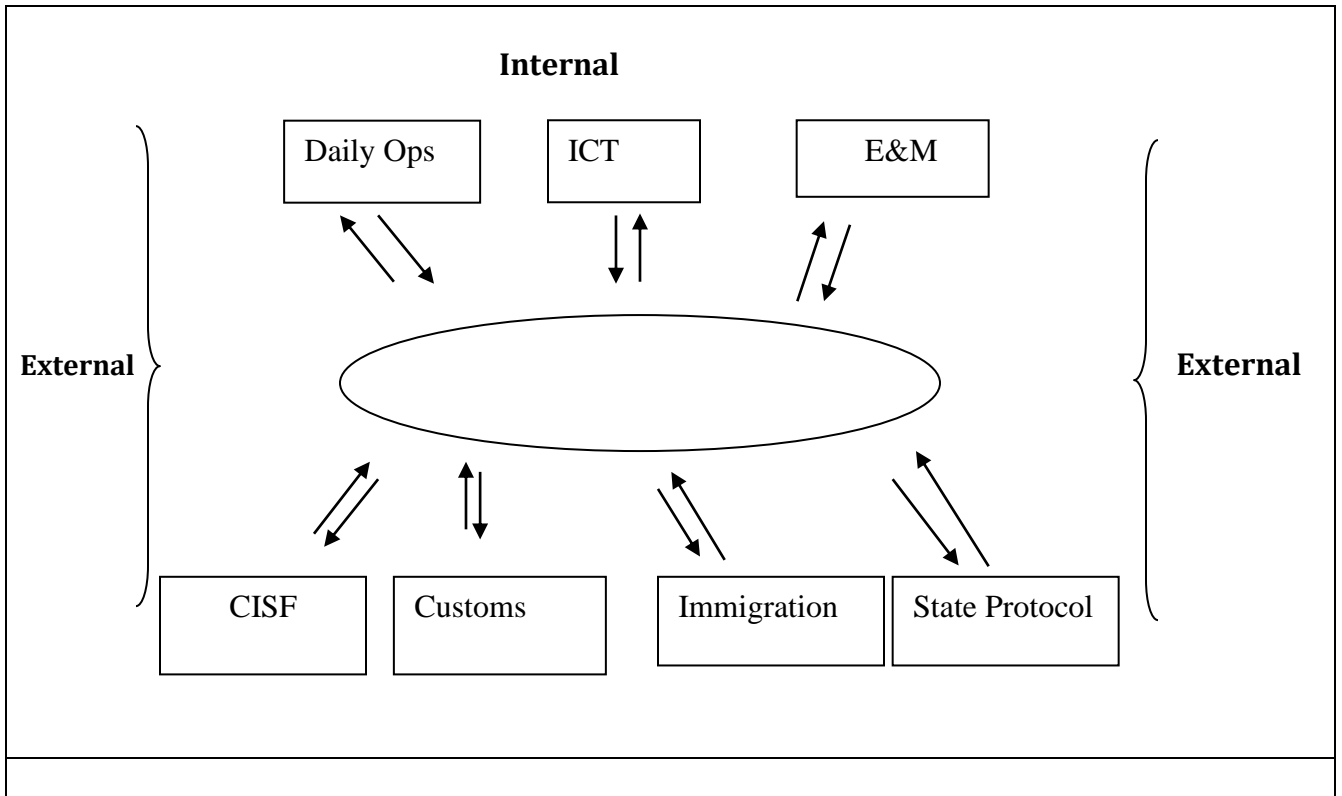 Internal
Daily Ops
ICT
E&M
External
External
CISF
Customs
Immigration
State Protocol